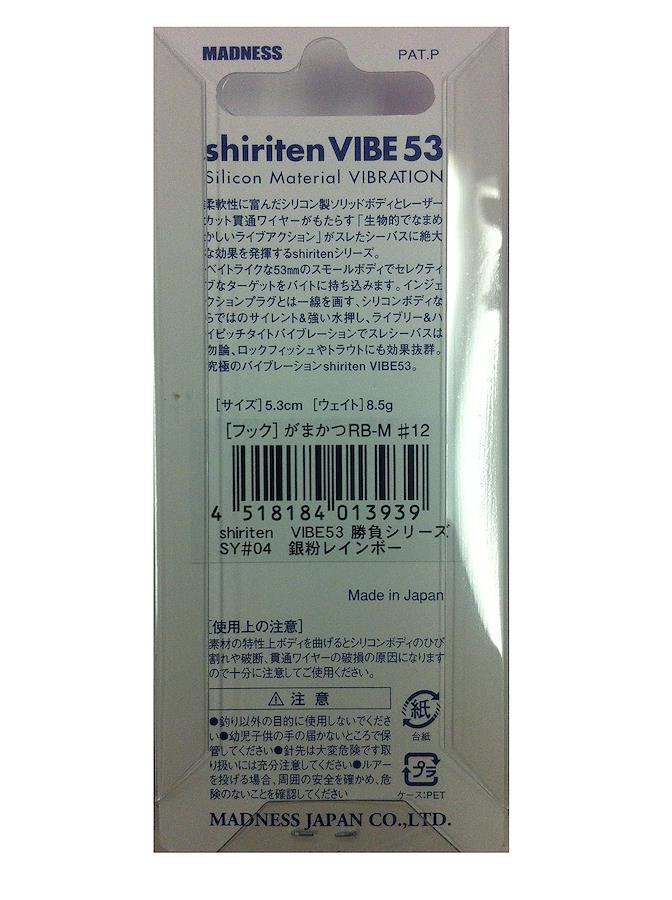 MADNESS
PAT.P
shiriten VIBE 53
Silicon Material VIBRATION
柔軟性に富んだシリコン製ソリッドボディとレーザー
カット貫通ワイヤーがもたらす「生物的でなまめ
かしいライブアクション」がスレたシーバスに絶大
な効果を発揮するshiritenシリーズ。
ベイトライクな53mmのスモールボディでセレクティ
ブなターゲットをバイトに持ち込みます。インジェ
クションプラグとは一線を画す、シリコンボディな
らではのサイレント&強い水押し、ライブリー&ハ
イピッチタイトバイブレーションでスレシーバスは
勿論、ロックフィッシュやトラウトにも効果抜群。
究極のバイブレーションshiriten VIBE53。
[サイズ] 5.3cm [ウェイト] 8.5g
[フック] がまかつRB-M #12
4 518184 013939
shiriten VIBE53 勝負シリーズ
SY#04 銀粉レインボー
Made in Japan
[使用上の注意]
素材の特性上ボディを曲げるとシリコンボディのひび
割れや破断、貫通ワイヤーの破損の原因になります
ので十分に注意してご使用ください。
⚠ 注意
●釣り以外の目的に使用しないでくださ
い●幼児子供の手の届かないところで保
管してください●針先は大変危険です取
り扱いには充分注意してください●ルアー
を投げる場合、周囲の安全を確かめ、危
険のないことを確認してください
紙
台紙
プラ
ケース:PET
MADNESS JAPAN CO.,LTD.